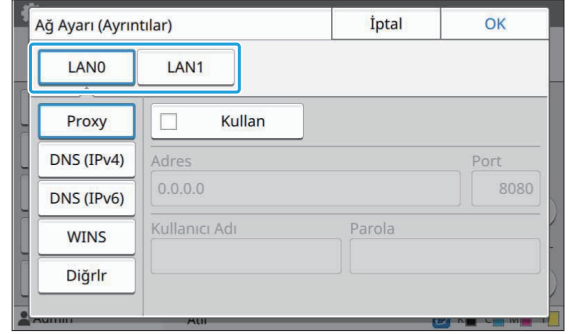 Ağ Ayarı (Ayrıntılar) İptal OK
LAN0 LAN1
Proxy Kullan
DNS (IPv4) Adres Port
0.0.0.0 8080
DNS (IPv6)
WINS Kullanıcı Adı Parola
Diğrlr
Admin